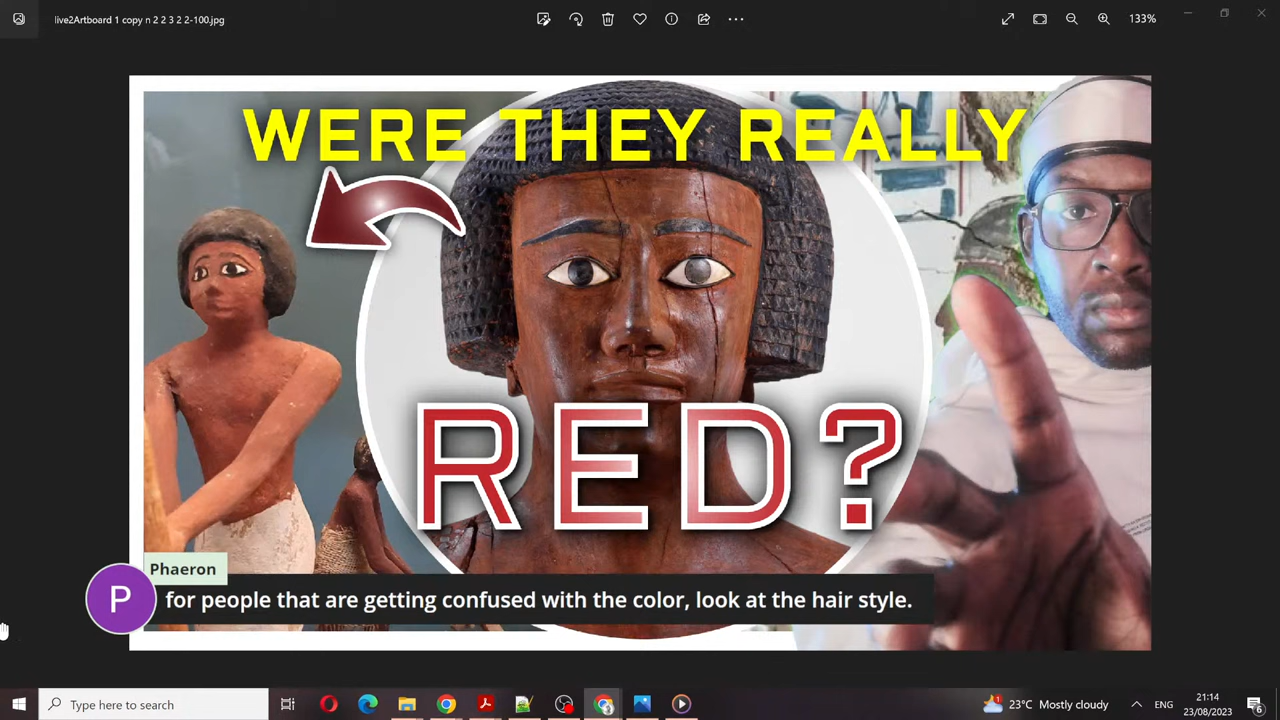 live2Artboard 1 copy n 2 2 3 2 2-100.jpg
133%
WERE THEY REALLY
RED?
Phaeron
P
for people that are getting confused with the color, look at the hair style.
Type here to search
23°C Mostly cloudy
ENG
21:14
23/08/2023
6